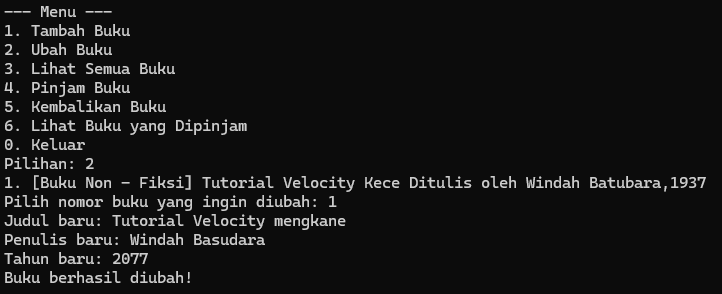 --- Menu ---
1. Tambah Buku
2. Ubah Buku
3. Lihat Semua Buku
4. Pinjam Buku
5. Kembalikan Buku
6. Lihat Buku yang Dipinjam
0. Keluar
Pilihan: 2
1. [Buku Non - Fiksi] Tutorial Velocity Kece Ditulis oleh Windah Batubara,1937
Pilih nomor buku yang ingin diubah: 1
Judul baru: Tutorial Velocity mengkane
Penulis baru: Windah Basudara
Tahun baru: 2077
Buku berhasil diubah!